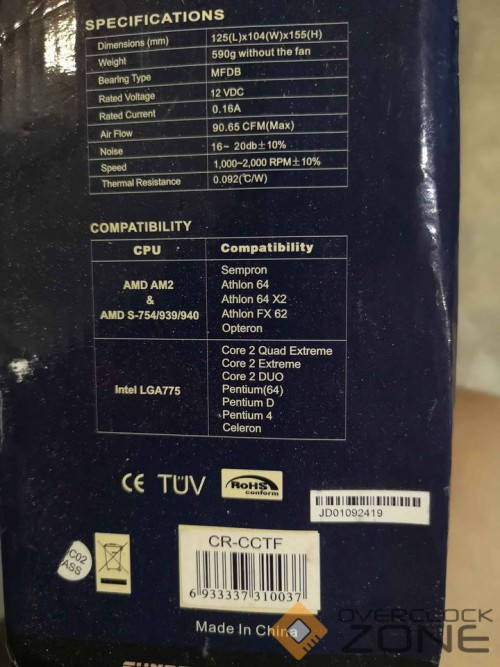 SPECIFICATIONS
Dimensions (mm) 125(L)x104(W)x155(H)
Weight 590g without the fan
Bearing Type MFDB
Rated Voltage 12 VDC
Rated Current 0.16A
Air Flow 90.65 CFM(Max)
Noise 16~ 20db±10%
Speed 1,000~2,000 RPM±10%
Thermal Resistance 0.092(℃/W)
COMPATIBILITY
CPU Compatibility
AMD AM2
&
AMD S-754/939/940
Sempron
Athlon 64
Athlon 64 X2
Athlon FX 62
Opteron
Intel LGA775
Core 2 Quad Extreme
Core 2 Extreme
Core 2 DUO
Pentium(64)
Pentium D
Pentium 4
Celeron
CE TÜV RoHS
conform
JD01092419
CO2
ASS
CR-CCTF
6 933337 310037
Made In China
OVERCLOCK
ZONE